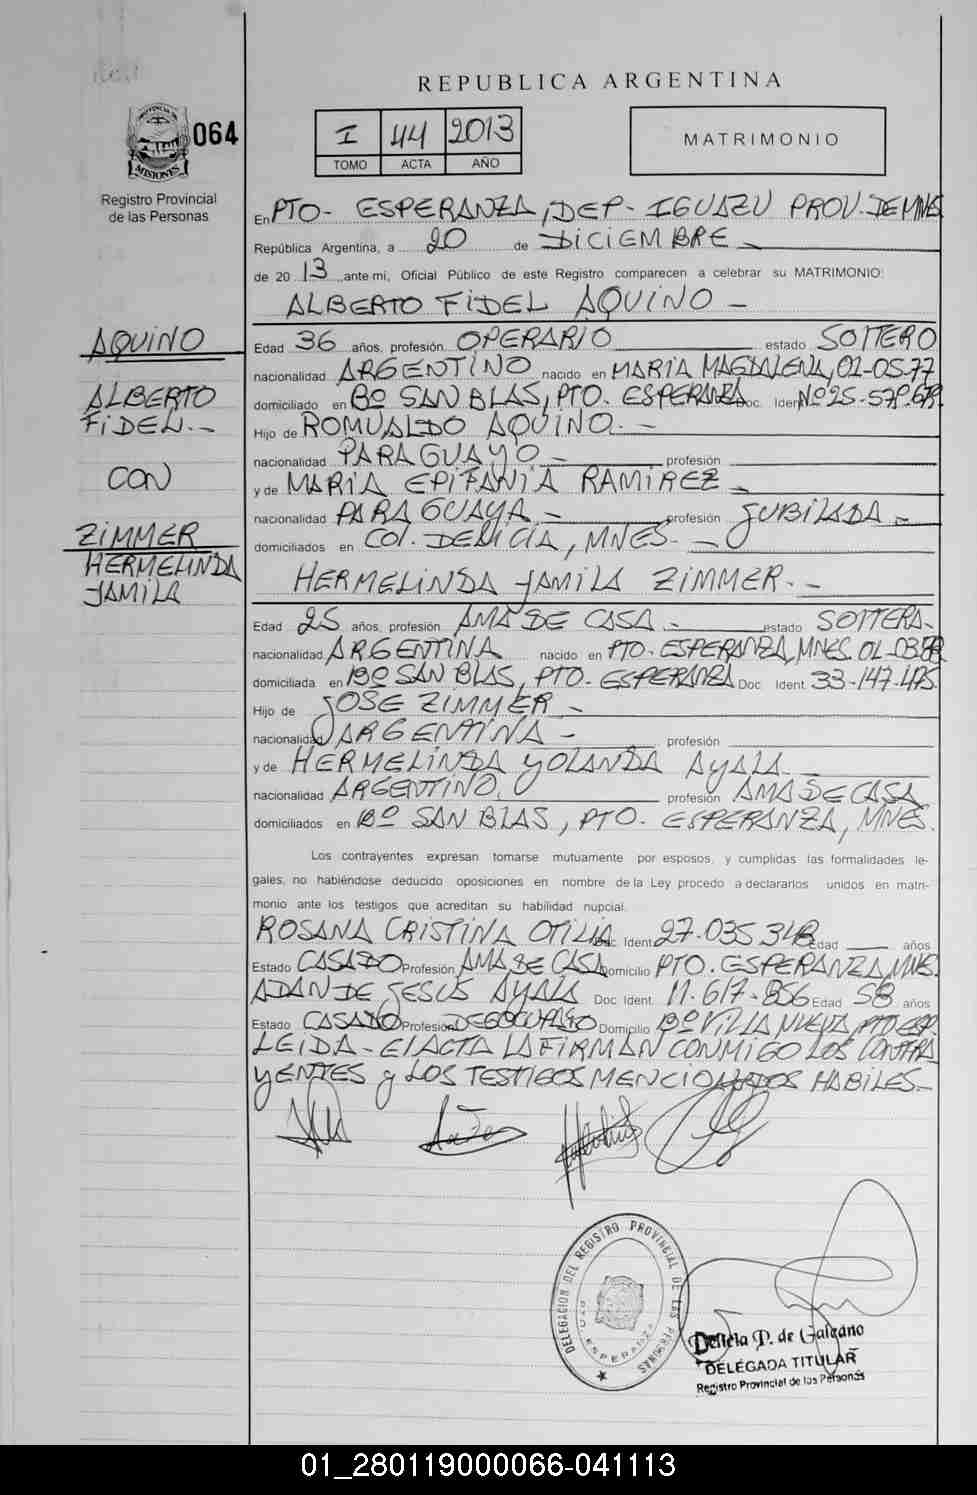 REPUBLICA ARGENTINA
PROVINCIA DE
MISIONES
064
Registro Provincial
de las Personas
I 44 2013
TOMO ACTA AÑO
MATRIMONIO
En PTO- ESPERANZA, DEP- IGUAZU PROV. DE MNES
República Argentina, a 20 de DICIEMBRE -
de 20 13 ,ante mi, Oficial Público de este Registro comparecen a celebrar su MATRIMONIO:
ALBERTO FIDEL AQUINO -
AQUINO
ALBERTO
FIDEL.-
CON
ZIMMER
HERMELINDA
JAMILA
Edad 36 años, profesión OPERARIO estado SOLTERO
nacionalidad ARGENTINO nacido en MARIA MAGDALENA, 02-05-77
domiciliado en Bº SAN BLAS, PTO. ESPERANZA Doc. Ident Nº 25-578.679
Hijo de ROMUALDO AQUINO.-
nacionalidad PARAGUAYO - profesión
y de MARIA EPIFANIA RAMIREZ -
nacionalidad PARAGUAYA.- profesión JUBILADA -
domiciliados en COL. DELICIA, MNES- -
HERMELINDA JAMILA ZIMMER.-
Edad 25 años, profesión AMA DE CASA - estado SOLTERA-
nacionalidad ARGENTINA nacido en PTO. ESPERANZA, MNES. 01-03-88
domiciliada en Bº SAN BLAS, PTO. ESPERANZA Doc Ident. 33-147.475
Hijo de JOSE ZIMMER -
nacionalidad ARGENTINA - profesión
y de HERMELINDA YOLANDA AYALA.
nacionalidad ARGENTINO, profesión AMA DE CASA
domiciliados en Bº SAN BLAS, PTO. ESPERANZA, MNES.
Los contrayentes expresan tomarse mutuamente por esposos, y cumplidas las formalidades le-
gales, no habiéndose deducido oposiciones en nombre de la Ley procedo a declararlos unidos en matri-
monio ante los testigos que acreditan su habilidad nupcial.
ROSANA CRISTINA OTILIA Doc. Ident. 27.035.348 Edad años
Estado CASADO Profesión AMA DE CASA Domicilio PTO. ESPERANZA, MNES.
ADAN DE JESUS AYALA Doc Ident. 11.617.856 Edad 58 años
Estado CASADO Profesión DESOCUPADO Domicilio Bº VILLA NUEVA, PTO ESP.
LEIDA - El ACTA LA FIRMAN CONMIGO LOS CONTRA
YENTES y LOS TESTIGOS MENCIONADOS HABILES.-
DELEGACION DEL REGISTRO PROVINCIAL DE LAS PERSONAS
PTO. ESPERANZA
Delicia P. de Galeano
DELEGADA TITULAR
Registro Provincial de las Personas
01_280119000066-041113